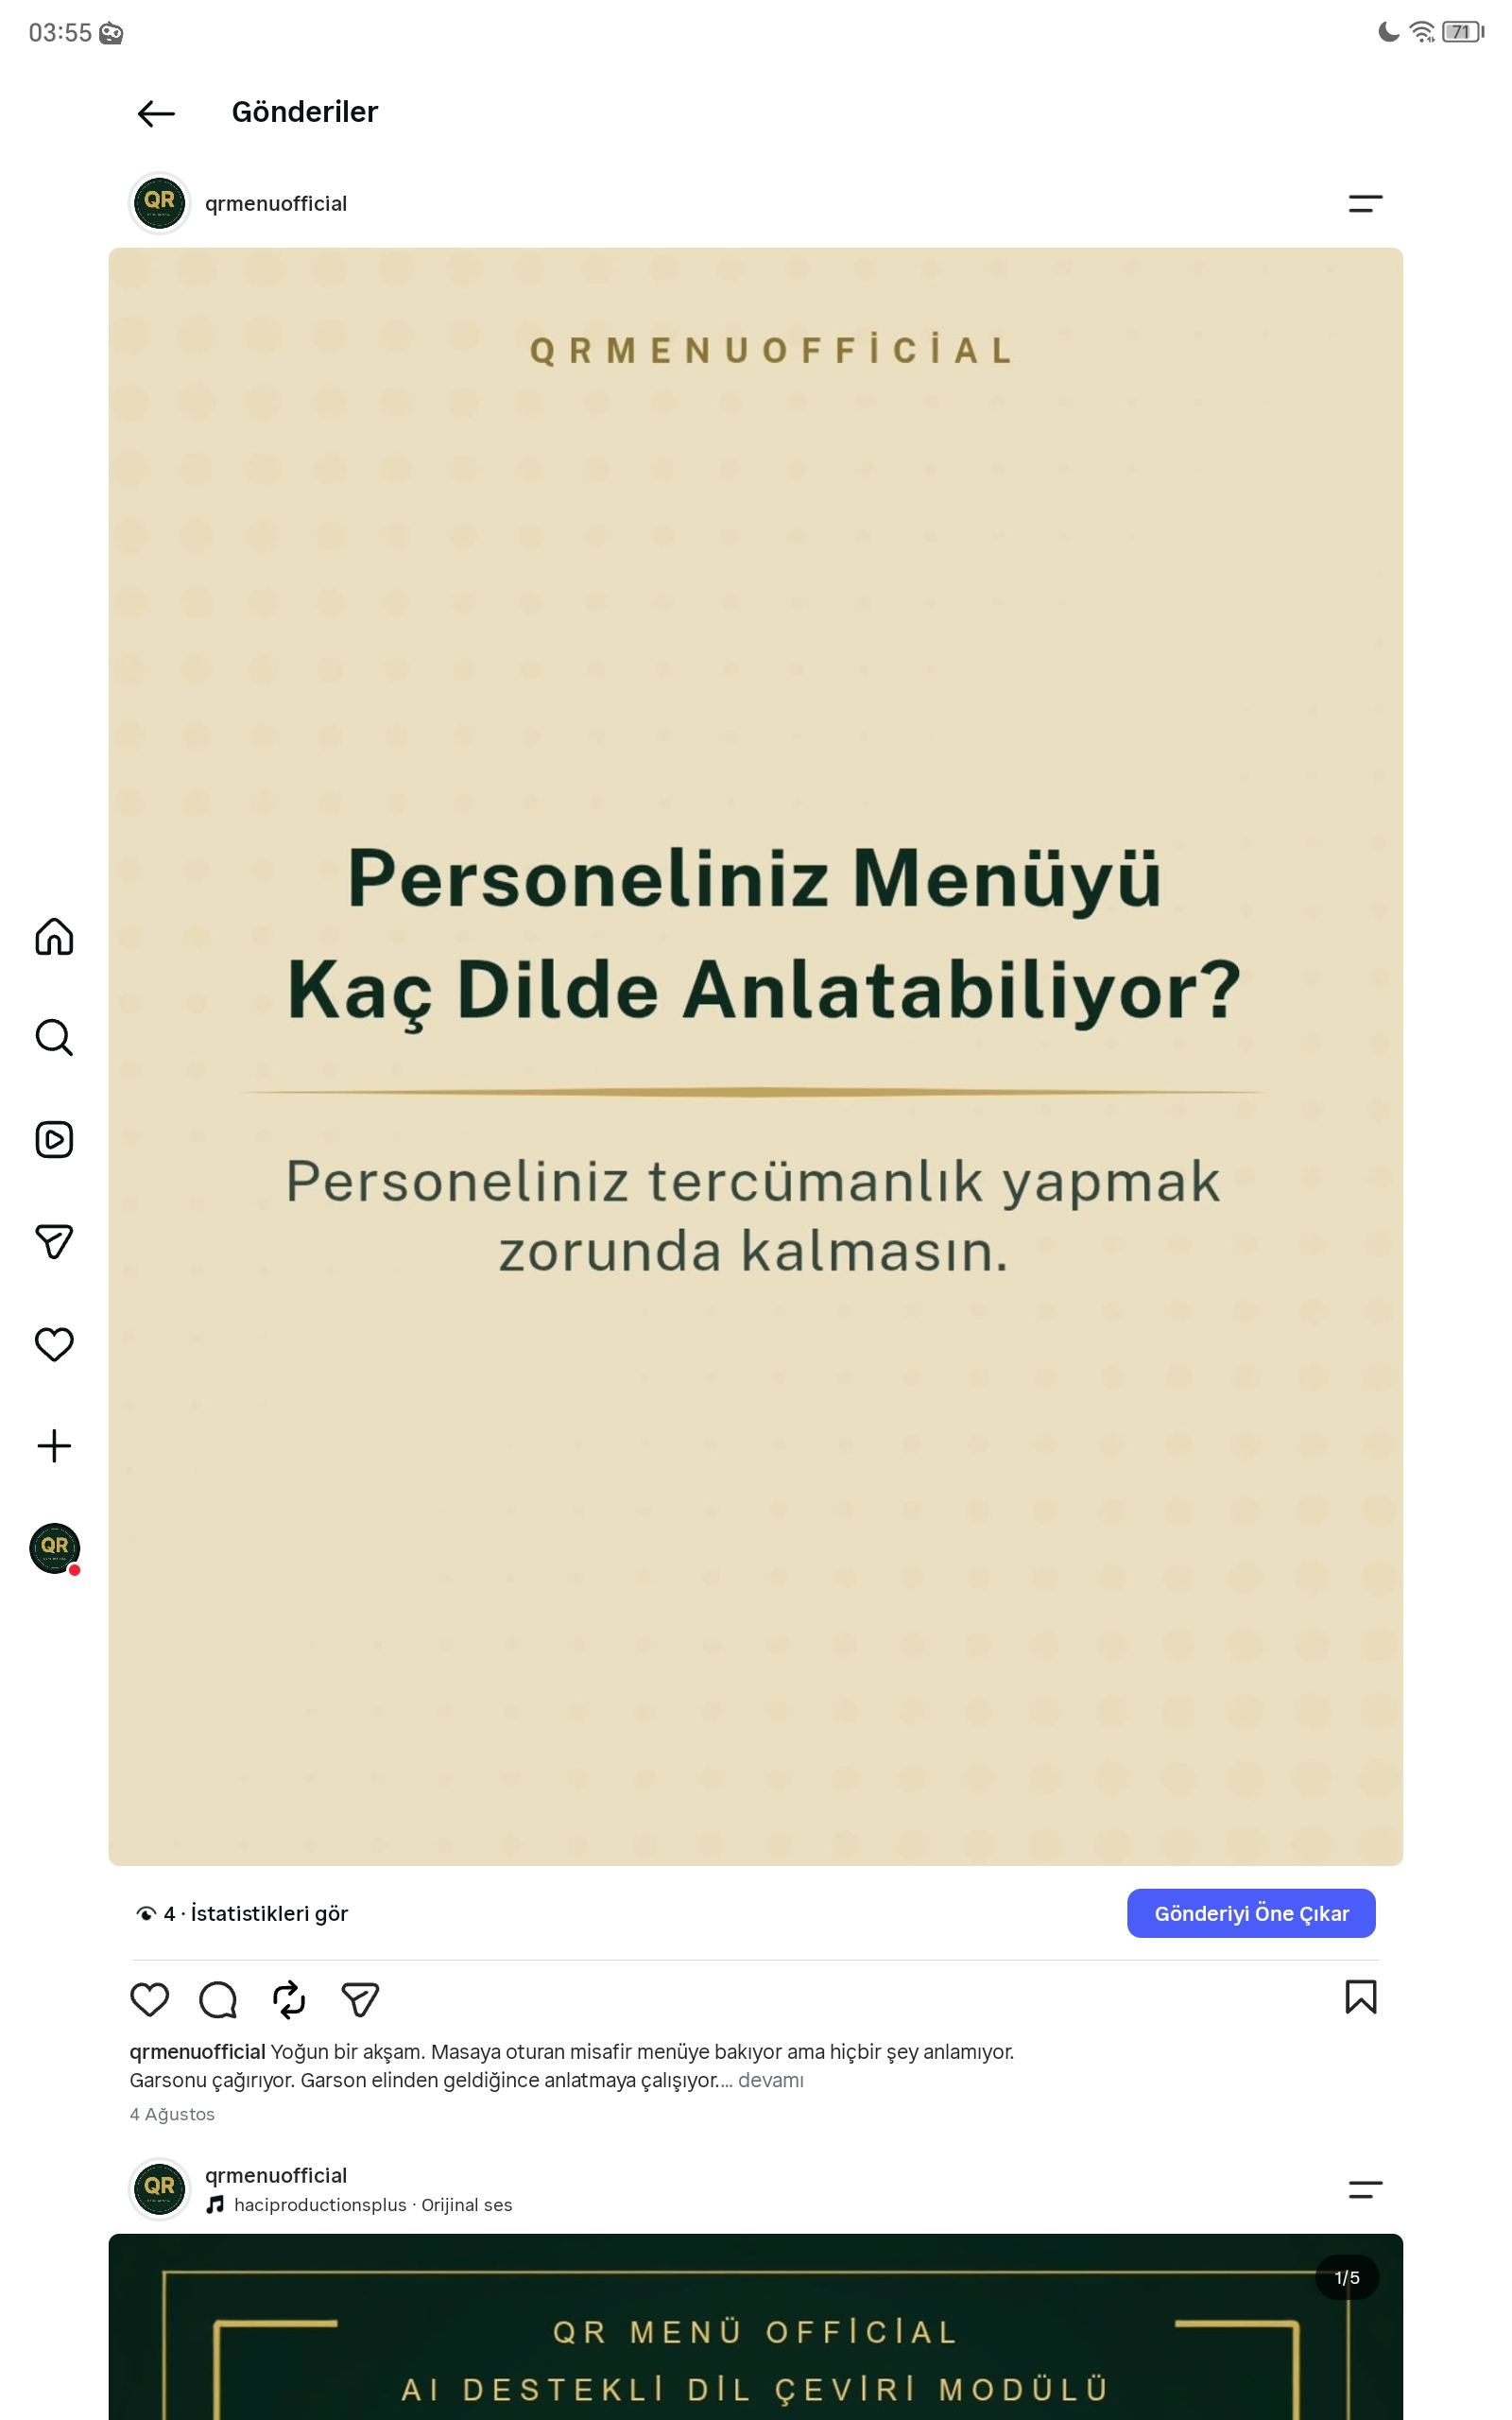 03:55
71
Gönderiler
QR
qrmenuofficial
QRMENUOFFİCİAL
Personeliniz Menüyü
Kaç Dilde Anlatabiliyor?
Personeliniz tercümanlık yapmak
zorunda kalmasın.
QR
4 · İstatistikleri gör
Gönderiyi Öne Çıkar
qrmenuofficial Yoğun bir akşam. Masaya oturan misafir menüye bakıyor ama hiçbir şey anlamıyor.
Garsonu çağırıyor. Garson elinden geldiğince anlatmaya çalışıyor.... devamı
4 Ağustos
QR
qrmenuofficial
haciproductionsplus · Orijinal ses
1/5
QR MENÜ OFFİCİAL
AI DESTEKLİ DİL ÇEVİRİ MODÜLÜ